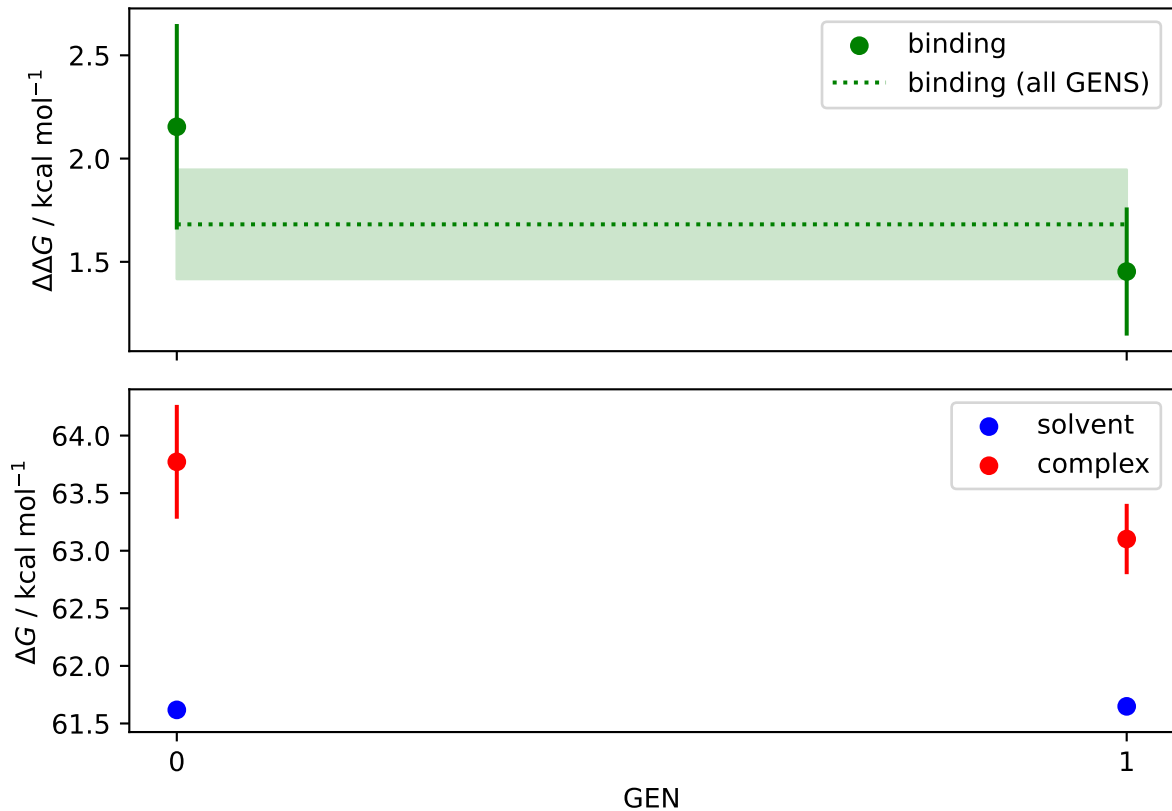 2.5
2.0
1.5
ΔΔG / kcal mol⁻¹
binding
binding (all GENS)
64.0
63.5
63.0
62.5
62.0
61.5
ΔG / kcal mol⁻¹
solvent
complex
0
1
GEN